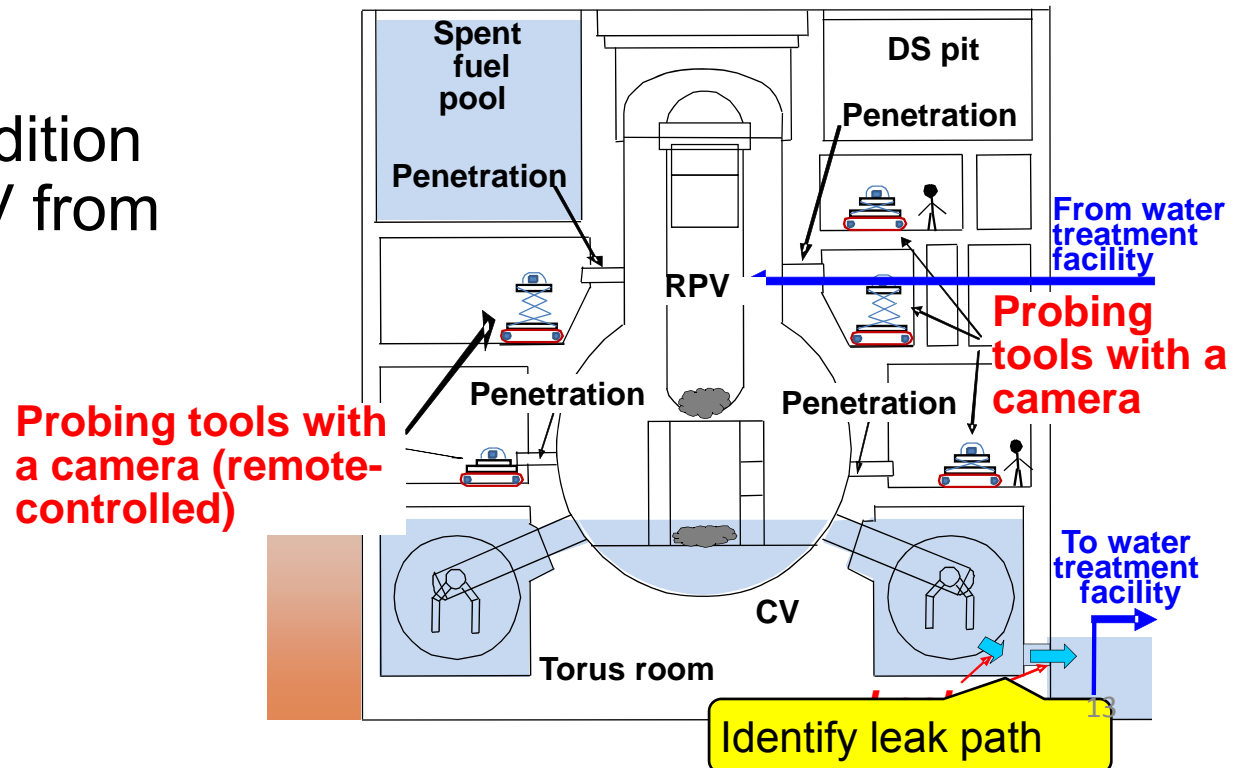 Spent
fuel
pool
DS pit
Penetration
dition
V from
Penetration
From water
treatment
facility
RPV
Probing
tools with a
camera
Penetration
Penetration
Probing tools with
a camera (remote-
controlled)
To water
treatment
facility
CV
Torus room
13
Identify leak path